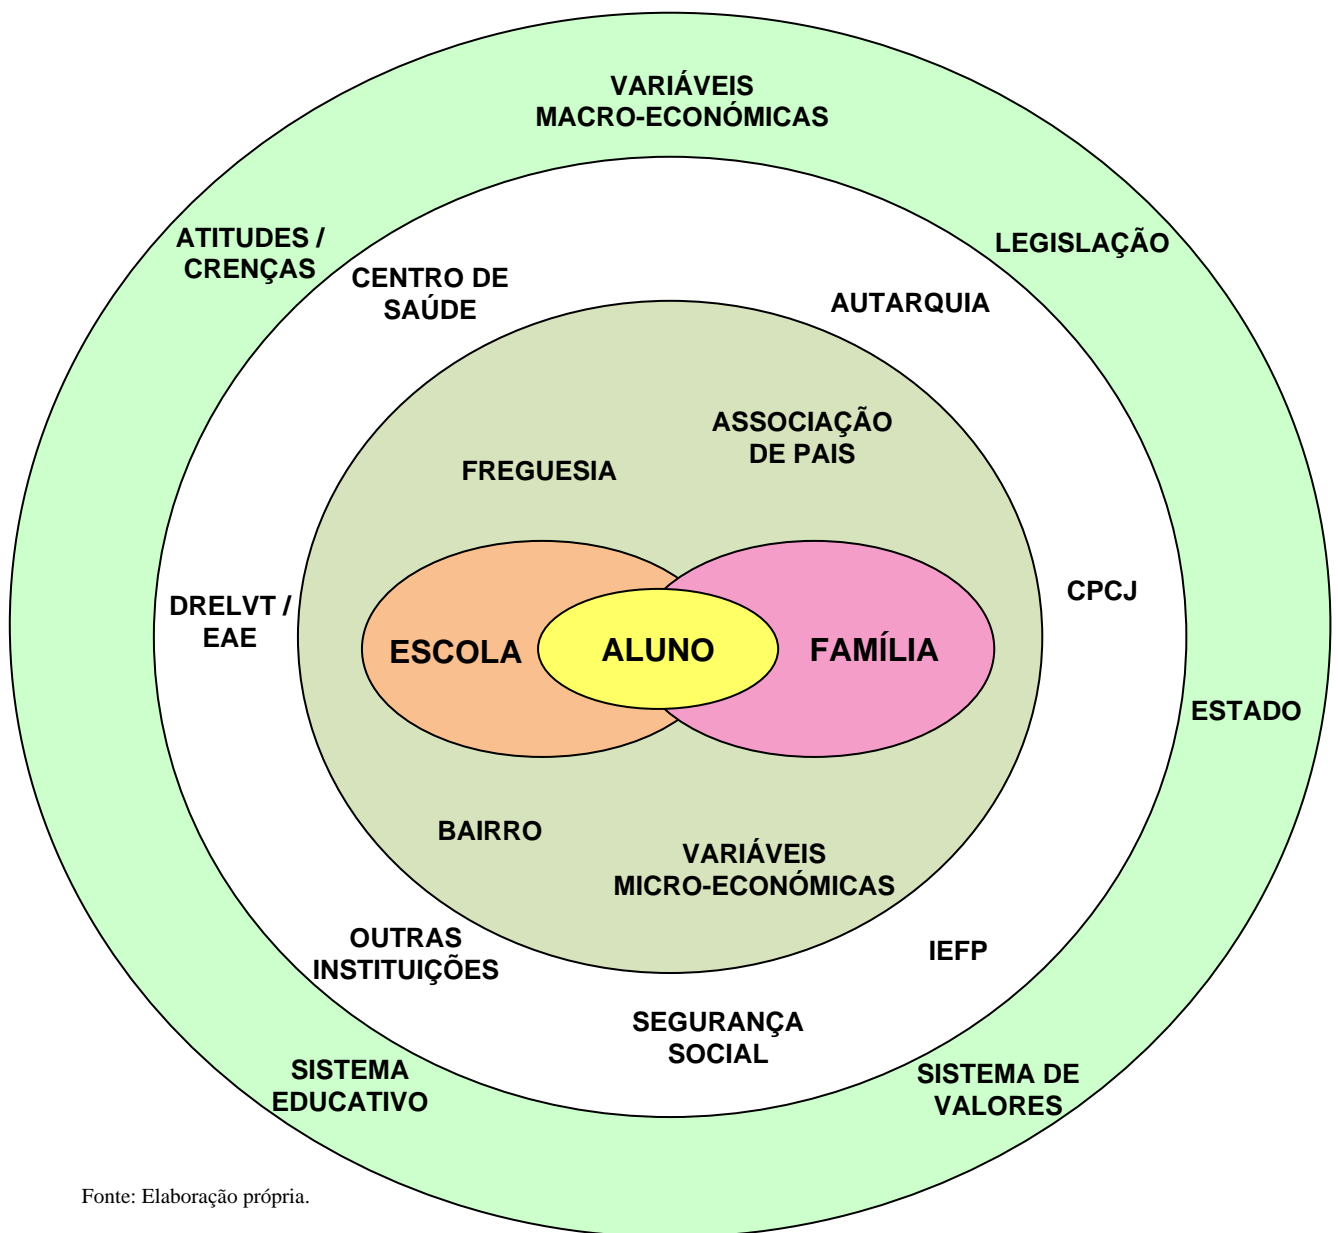 VARIÁVEIS
MACRO-ECONÓMICAS
ATITUDES /
CRENÇAS
LEGISLAÇÃO
CENTRO DE
SAÚDE
AUTARQUIA
ASSOCIAÇÃO
DE PAIS
FREGUESIA
DRELVT /
EAE
CPCJ
ESCOLA
ALUNO
FAMÍLIA
ESTADO
BAIRRO
VARIÁVEIS
MICRO-ECONÓMICAS
OUTRAS
INSTITUIÇÕES
IEFP
SEGURANÇA
SOCIAL
SISTEMA
EDUCATIVO
SISTEMA DE
VALORES
Fonte: Elaboração própria.